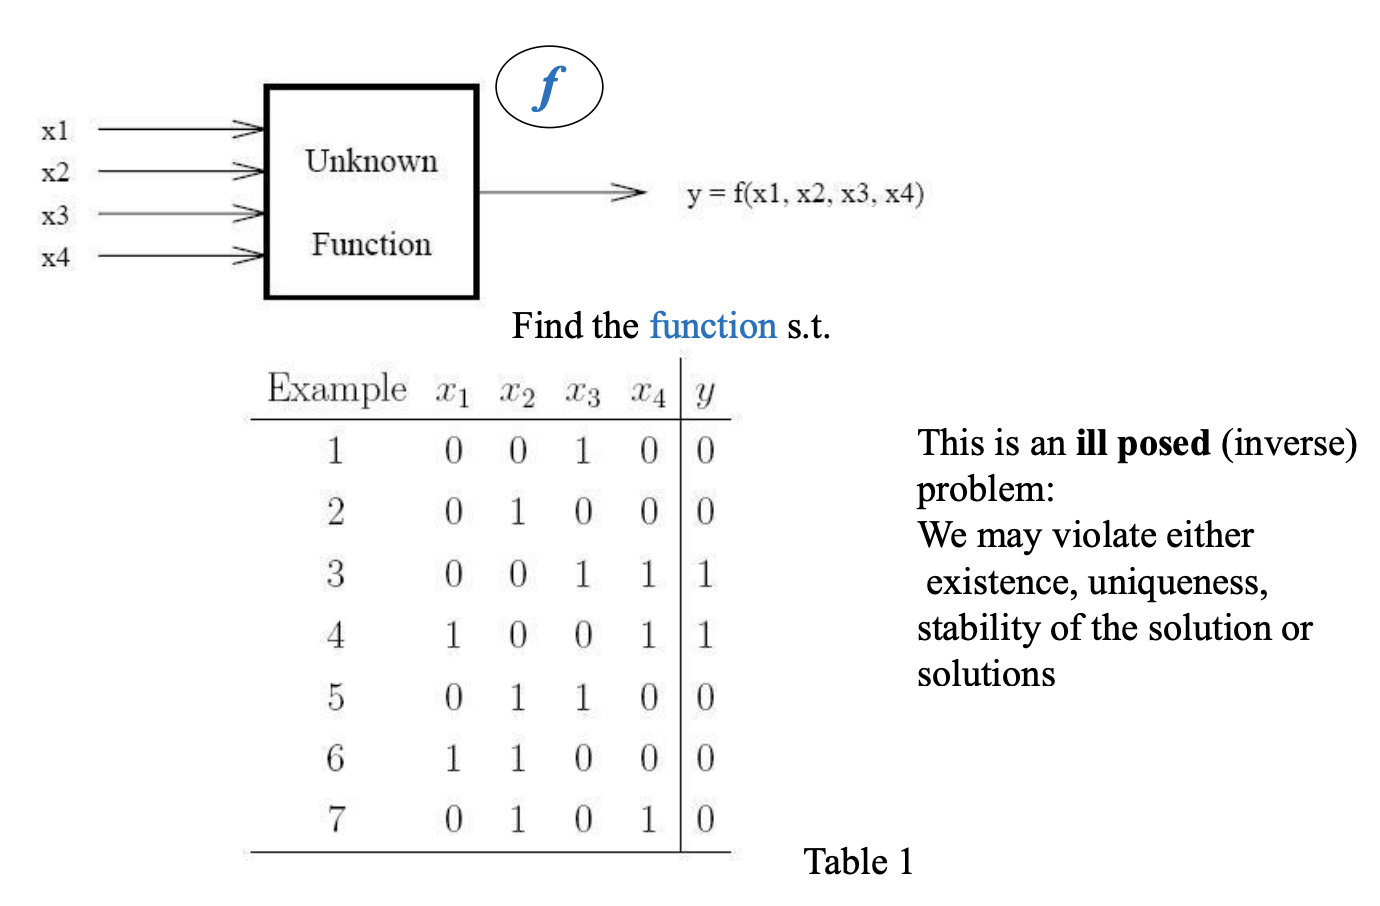 f
x1
x2
x3
x4
Unknown
Function
y = f(x1, x2, x3, x4)
Find the function s.t.
Example x1 x2 x3 x4 y
1 0 0 1 0 0
2 0 1 0 0 0
3 0 0 1 1 1
4 1 0 0 1 1
5 0 1 1 0 0
6 1 1 0 0 0
7 0 1 0 1 0
This is an ill posed (inverse)
problem:
We may violate either
existence, uniqueness,
stability of the solution or
solutions
Table 1